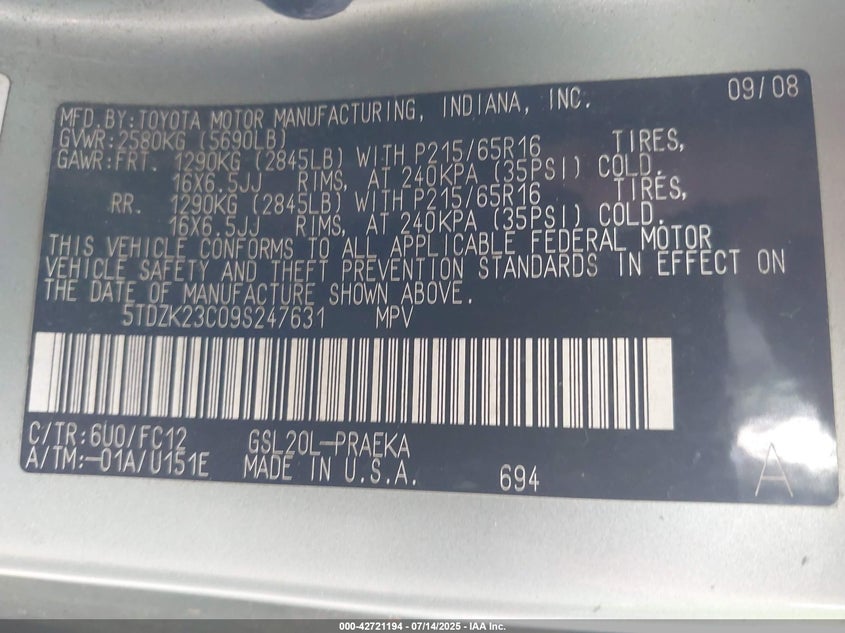 09/08
MFD.BY:TOYOTA MOTOR MANUFACTURING, INDIANA, INC.
GVWR:2580KG (5690LB)
GAWR:FRT. 1290KG (2845LB) WITH P215/65R16 TIRES,
16X6.5JJ RIMS, AT 240KPA (35PSI) COLD.
RR. 1290KG (2845LB) WITH P215/65R16 TIRES,
16X6.5JJ RIMS, AT 240KPA (35PSI) COLD.
THIS VEHICLE CONFORMS TO ALL APPLICABLE FEDERAL MOTOR
VEHICLE SAFETY AND THEFT PREVENTION STANDARDS IN EFFECT ON
THE DATE OF MANUFACTURE SHOWN ABOVE.
5TDZK23C09S247631 MPV
C/TR:6U0/FC12 GSL20L-PRAEKA
A/TM:-01A/U151E MADE IN U.S.A. 694
A
000-42721194 - 07/14/2025 - IAA Inc.